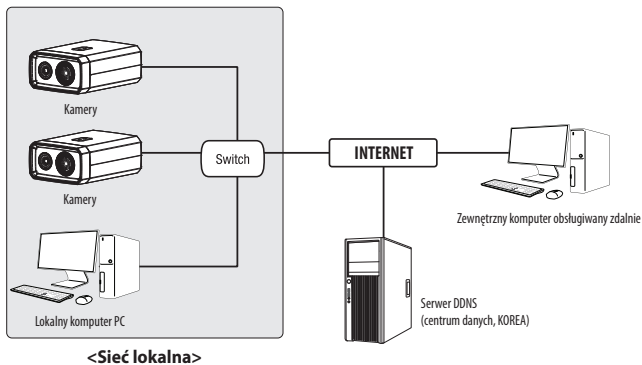 Kamery
Kamery
Switch
INTERNET
Zewnętrzny komputer obsługiwany zdalnie
Lokalny komputer PC
Serwer DDNS
(centrum danych, KOREA)
<Sieć lokalna>